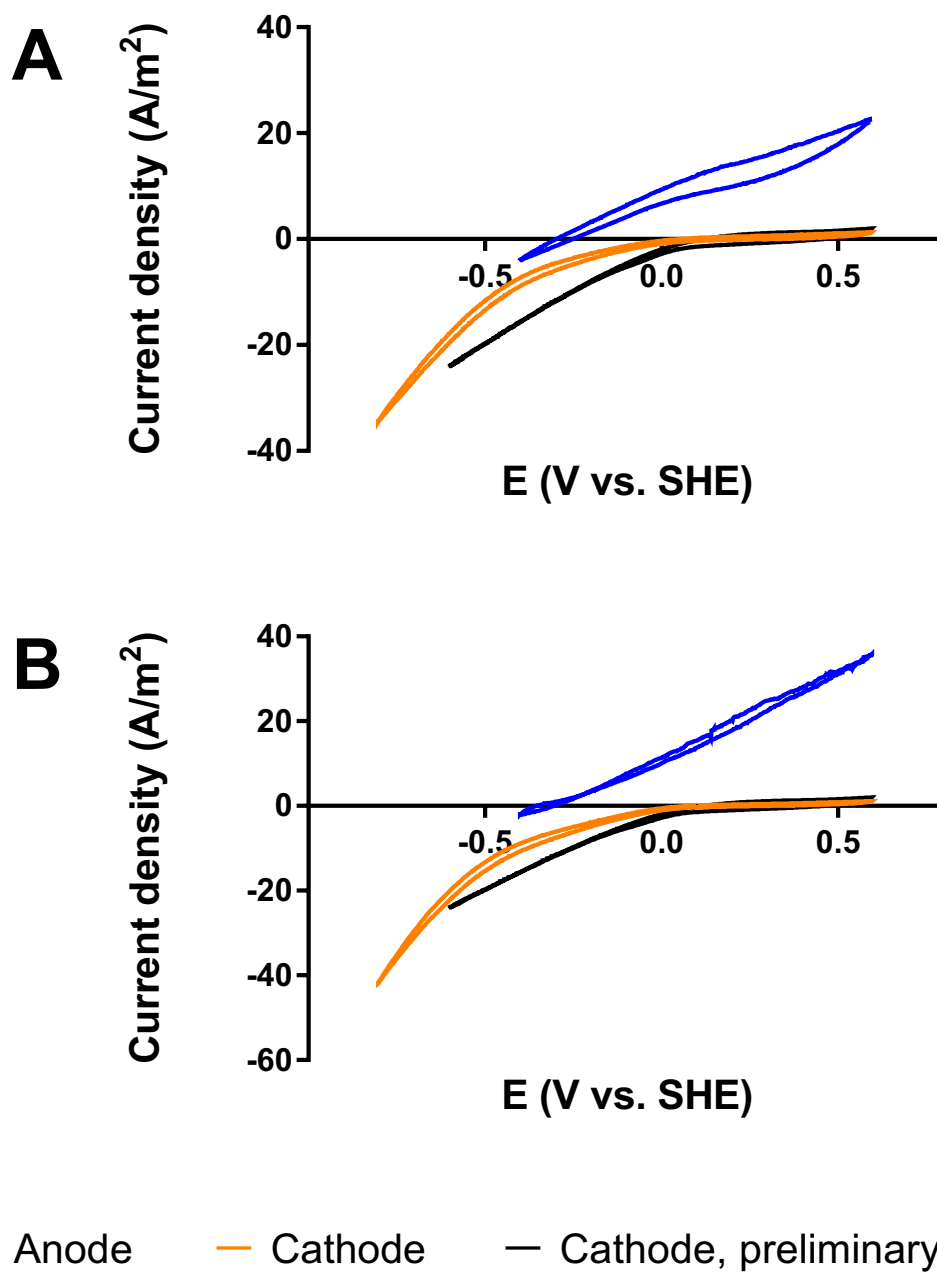 A
Current density (A/m²)
40
20
0
-20
-40
-0.5
0.0
0.5
E (V vs. SHE)
B
Current density (A/m²)
40
20
0
-20
-40
-60
-0.5
0.0
0.5
E (V vs. SHE)
Anode
Cathode
Cathode, preliminary